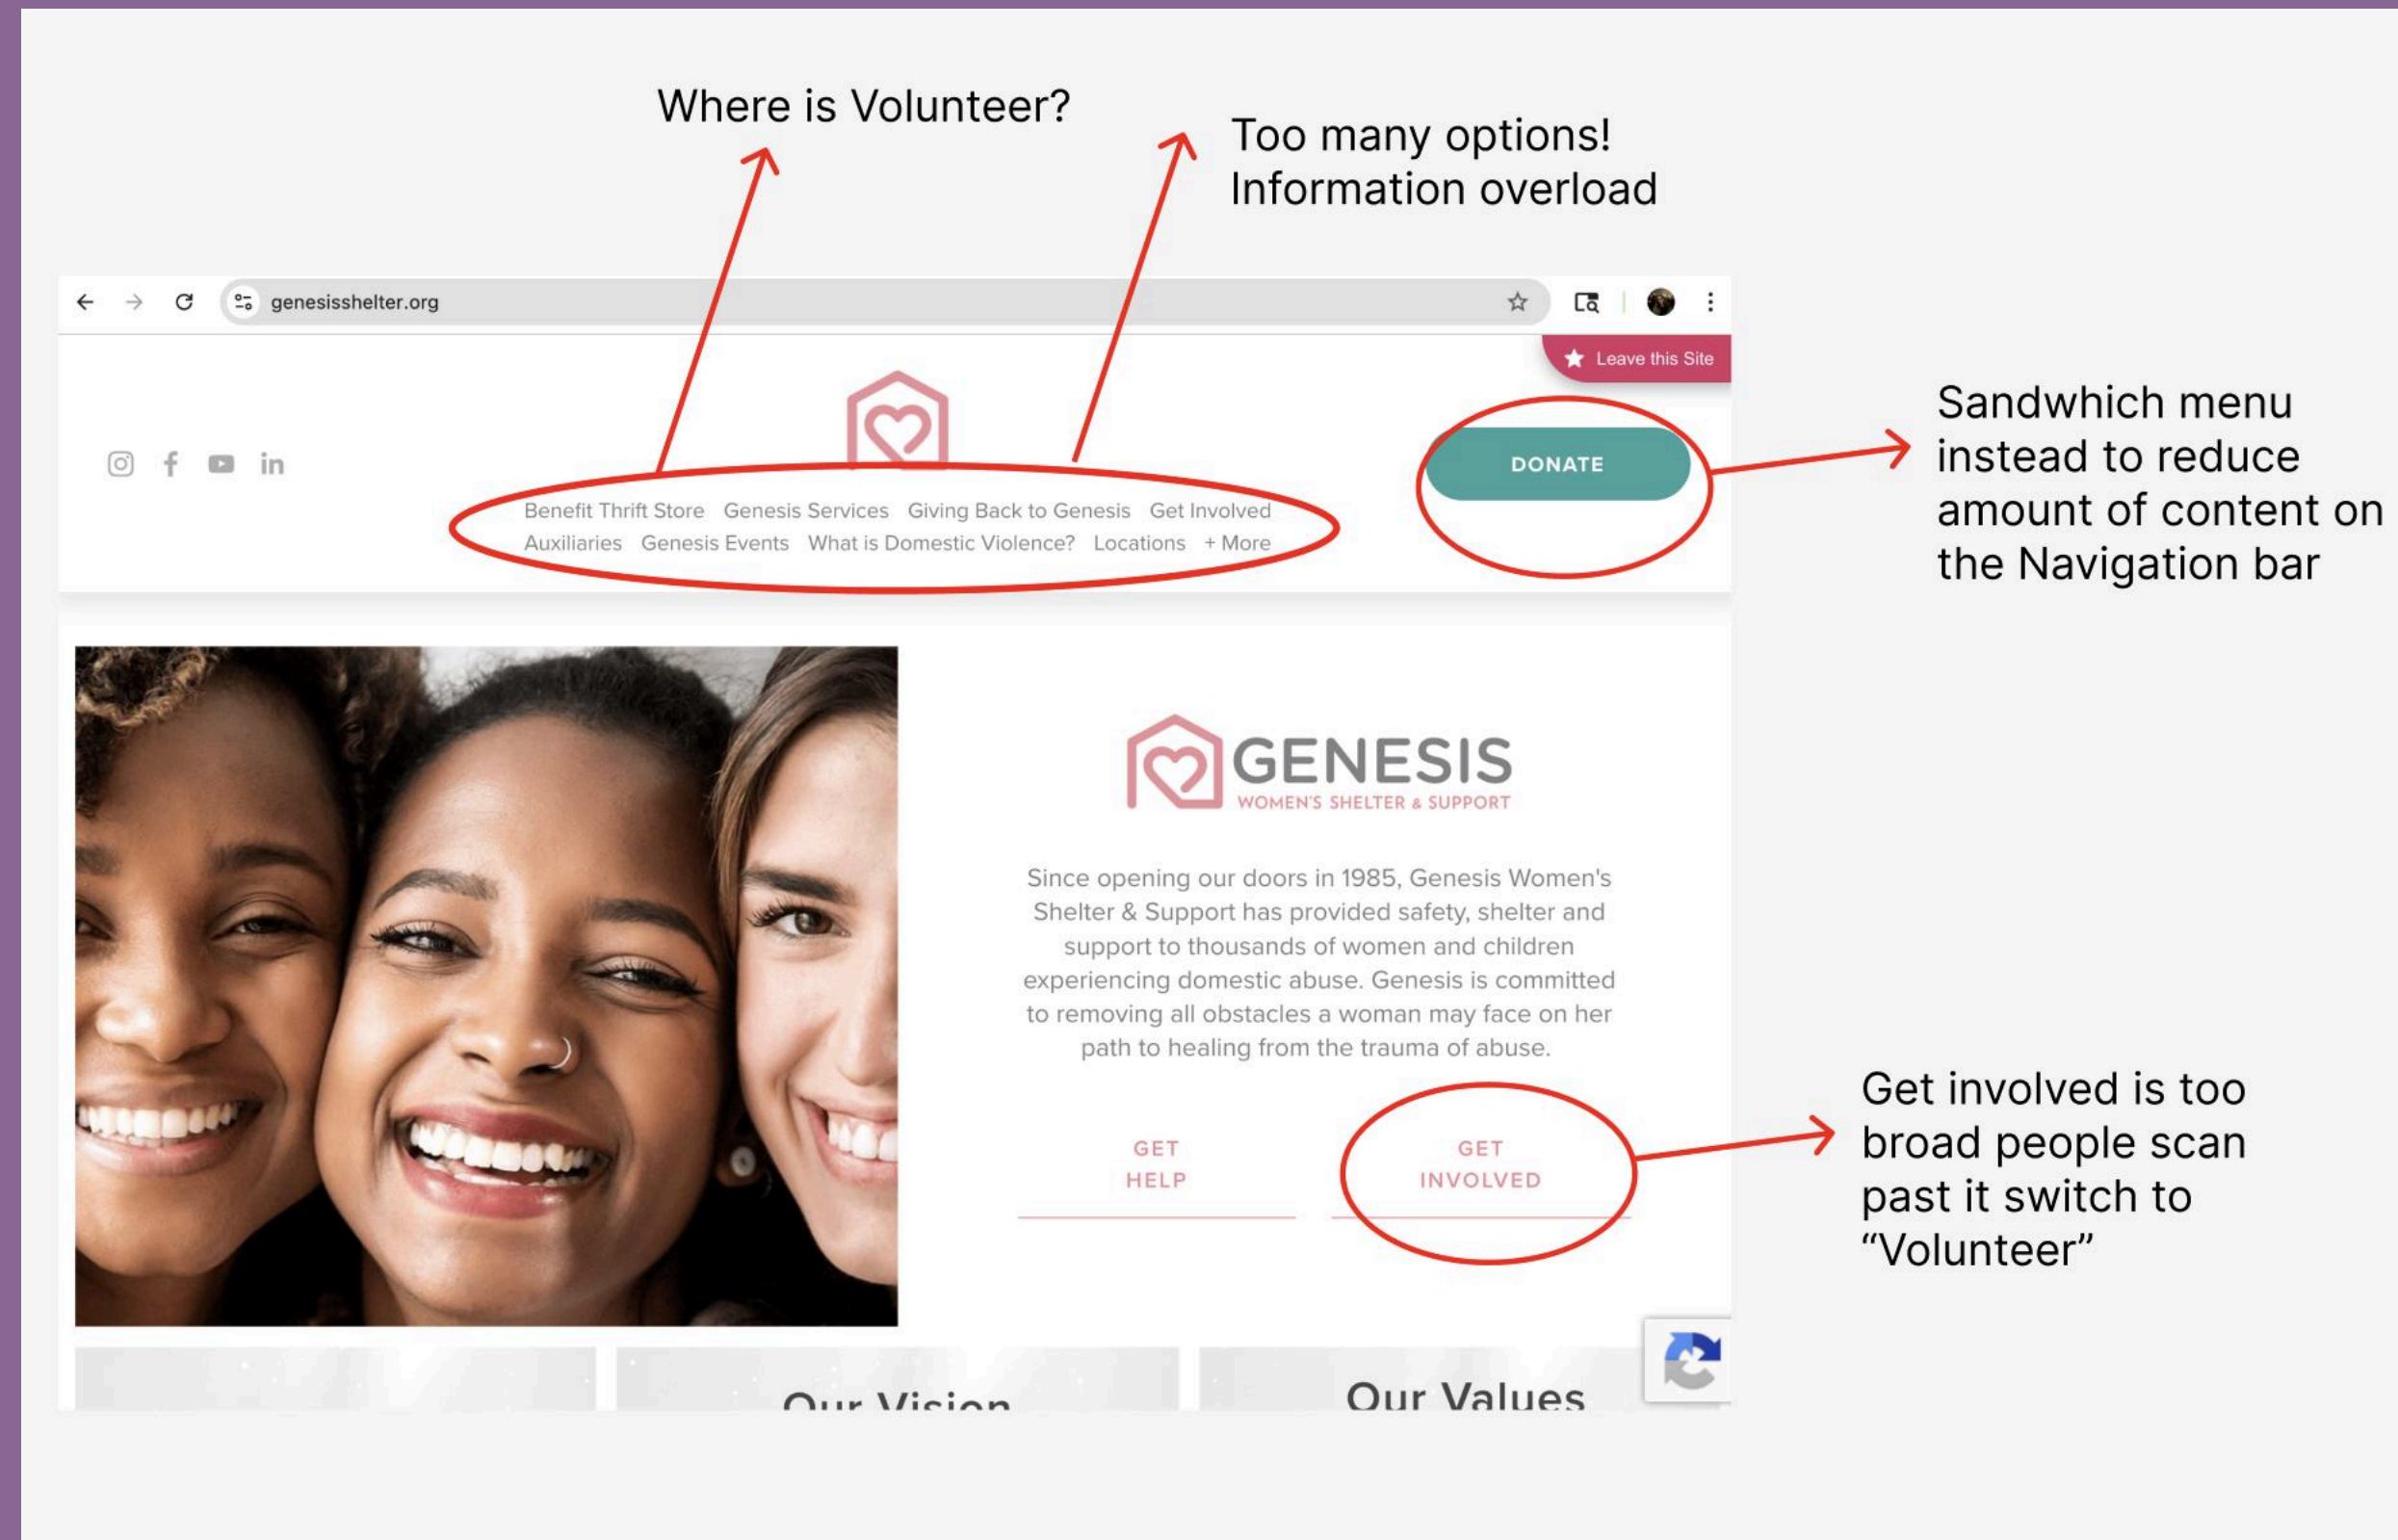 Where is Volunteer?
Too many options!
Information overload
genesisshelter.org
Leave this Site
DONATE
Sandwhich menu
instead to reduce
amount of content on
the Navigation bar
f in
Benefit Thrift Store Genesis Services Giving Back to Genesis Get Involved
Auxiliaries Genesis Events What is Domestic Violence? Locations + More
GENESIS
WOMEN'S SHELTER & SUPPORT
Since opening our doors in 1985, Genesis Women's
Shelter & Support has provided safety, shelter and
support to thousands of women and children
experiencing domestic abuse. Genesis is committed
to removing all obstacles a woman may face on her
path to healing from the trauma of abuse.
GET
HELP
GET
INVOLVED
Get involved is too
broad people scan
past it switch to
“Volunteer”
Our Vision
Our Values